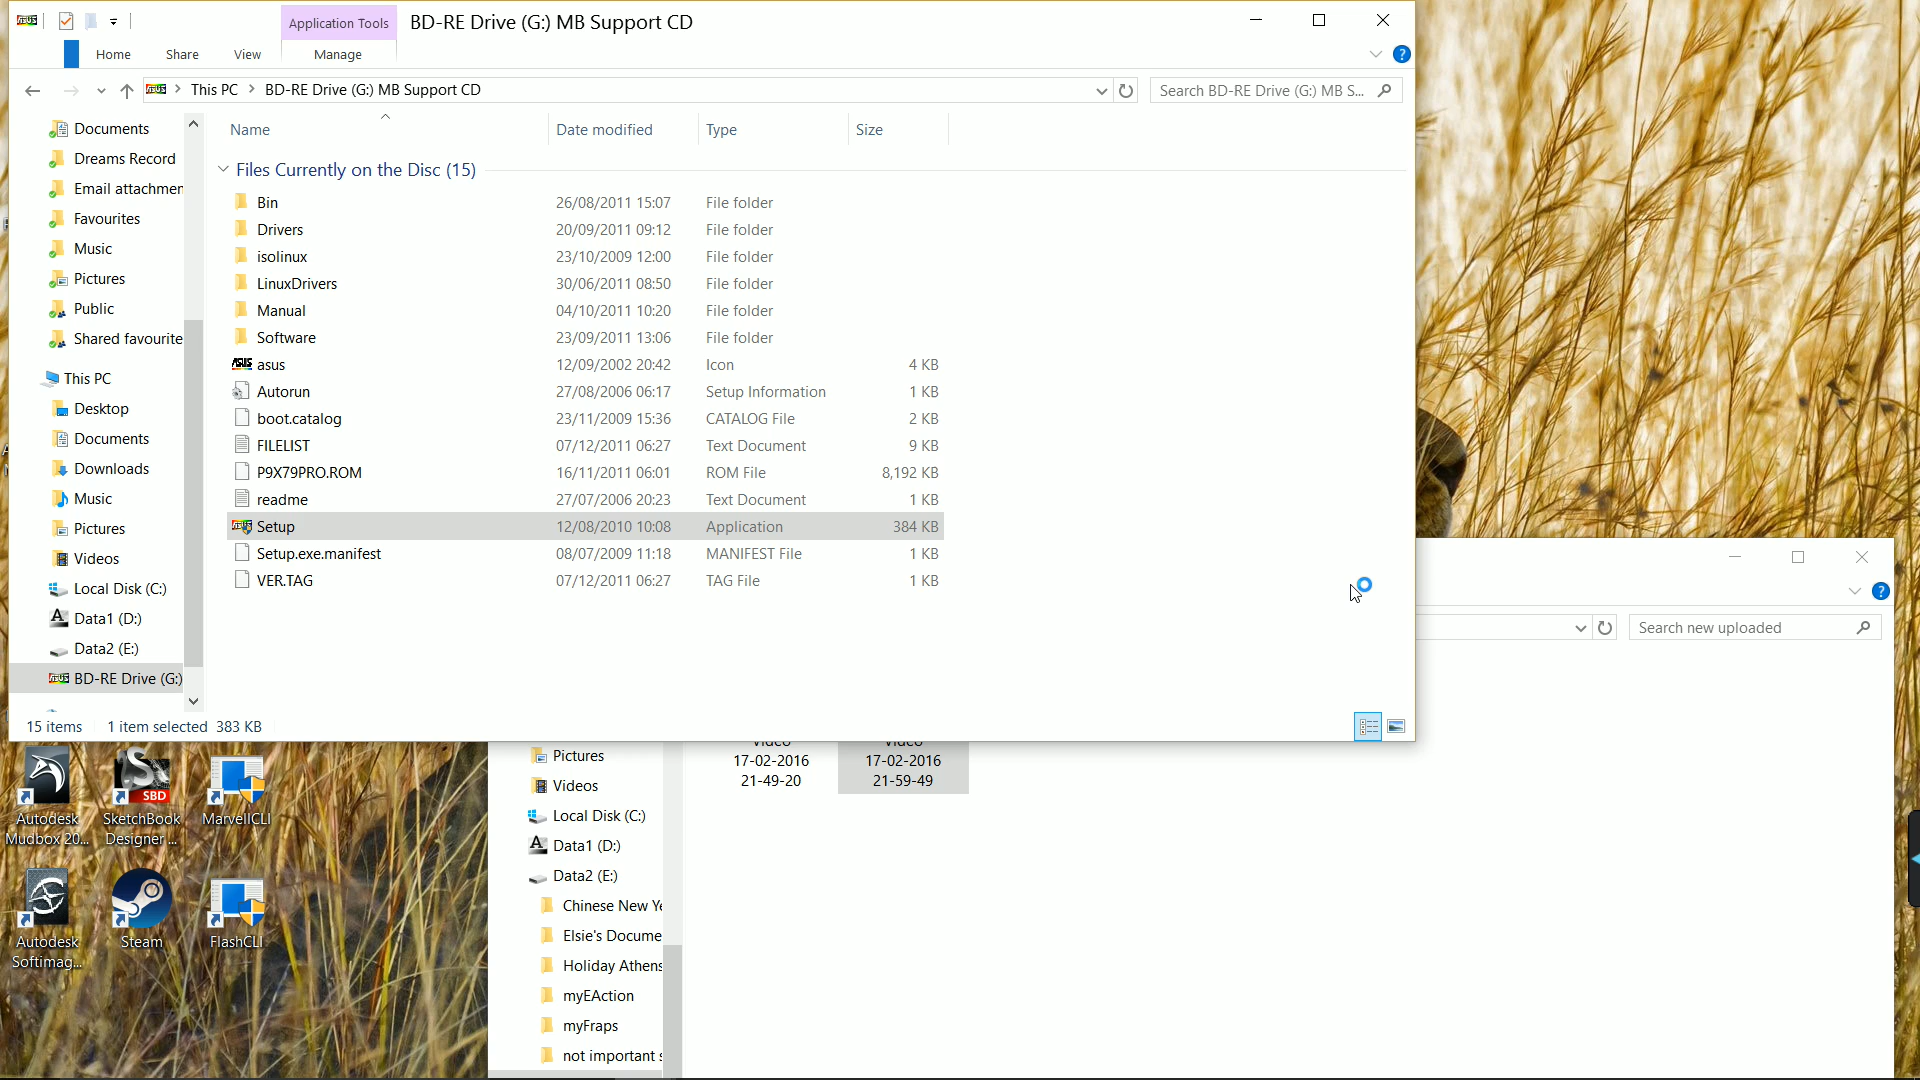 Application Tools
BD-RE Drive (G:) MB Support CD
Home
Share
View
Manage
This PC > BD-RE Drive (G:) MB Support CD
Search BD-RE Drive (G:) MB S...
Documents
Dreams Record
Email attachmen
Favourites
Music
Pictures
Public
Shared favourite
This PC
Desktop
Documents
Downloads
Music
Pictures
Videos
Local Disk (C:)
Data1 (D:)
Data2 (E:)
BD-RE Drive (G:)
Name Date modified Type Size
Files Currently on the Disc (15)
Bin 26/08/2011 15:07 File folder
Drivers 20/09/2011 09:12 File folder
isolinux 23/10/2009 12:00 File folder
LinuxDrivers 30/06/2011 08:50 File folder
Manual 04/10/2011 10:20 File folder
Software 23/09/2011 13:06 File folder
asus 12/09/2002 20:42 Icon 4 KB
Autorun 27/08/2006 06:17 Setup Information 1 KB
boot.catalog 23/11/2009 15:36 CATALOG File 2 KB
FILELIST 07/12/2011 06:27 Text Document 9 KB
P9X79PRO.ROM 16/11/2011 06:01 ROM File 8,192 KB
readme 27/07/2006 20:23 Text Document 1 KB
Setup 12/08/2010 10:08 Application 384 KB
Setup.exe.manifest 08/07/2009 11:18 MANIFEST File 1 KB
VER.TAG 07/12/2011 06:27 TAG File 1 KB
15 items 1 item selected 383 KB
Search new uploaded
Pictures
Videos
Local Disk (C:)
Data1 (D:)
Data2 (E:)
Chinese New Ye
Elsie's Docume
Holiday Athens
myEAction
myFraps
not important s
Video
17-02-2016
21-49-20
Video
17-02-2016
21-59-49
Autodesk
Mudbox 20...
SBD
SketchBook
Designer ...
MarvellCLI
Autodesk
Softimag...
Steam
FlashCLI